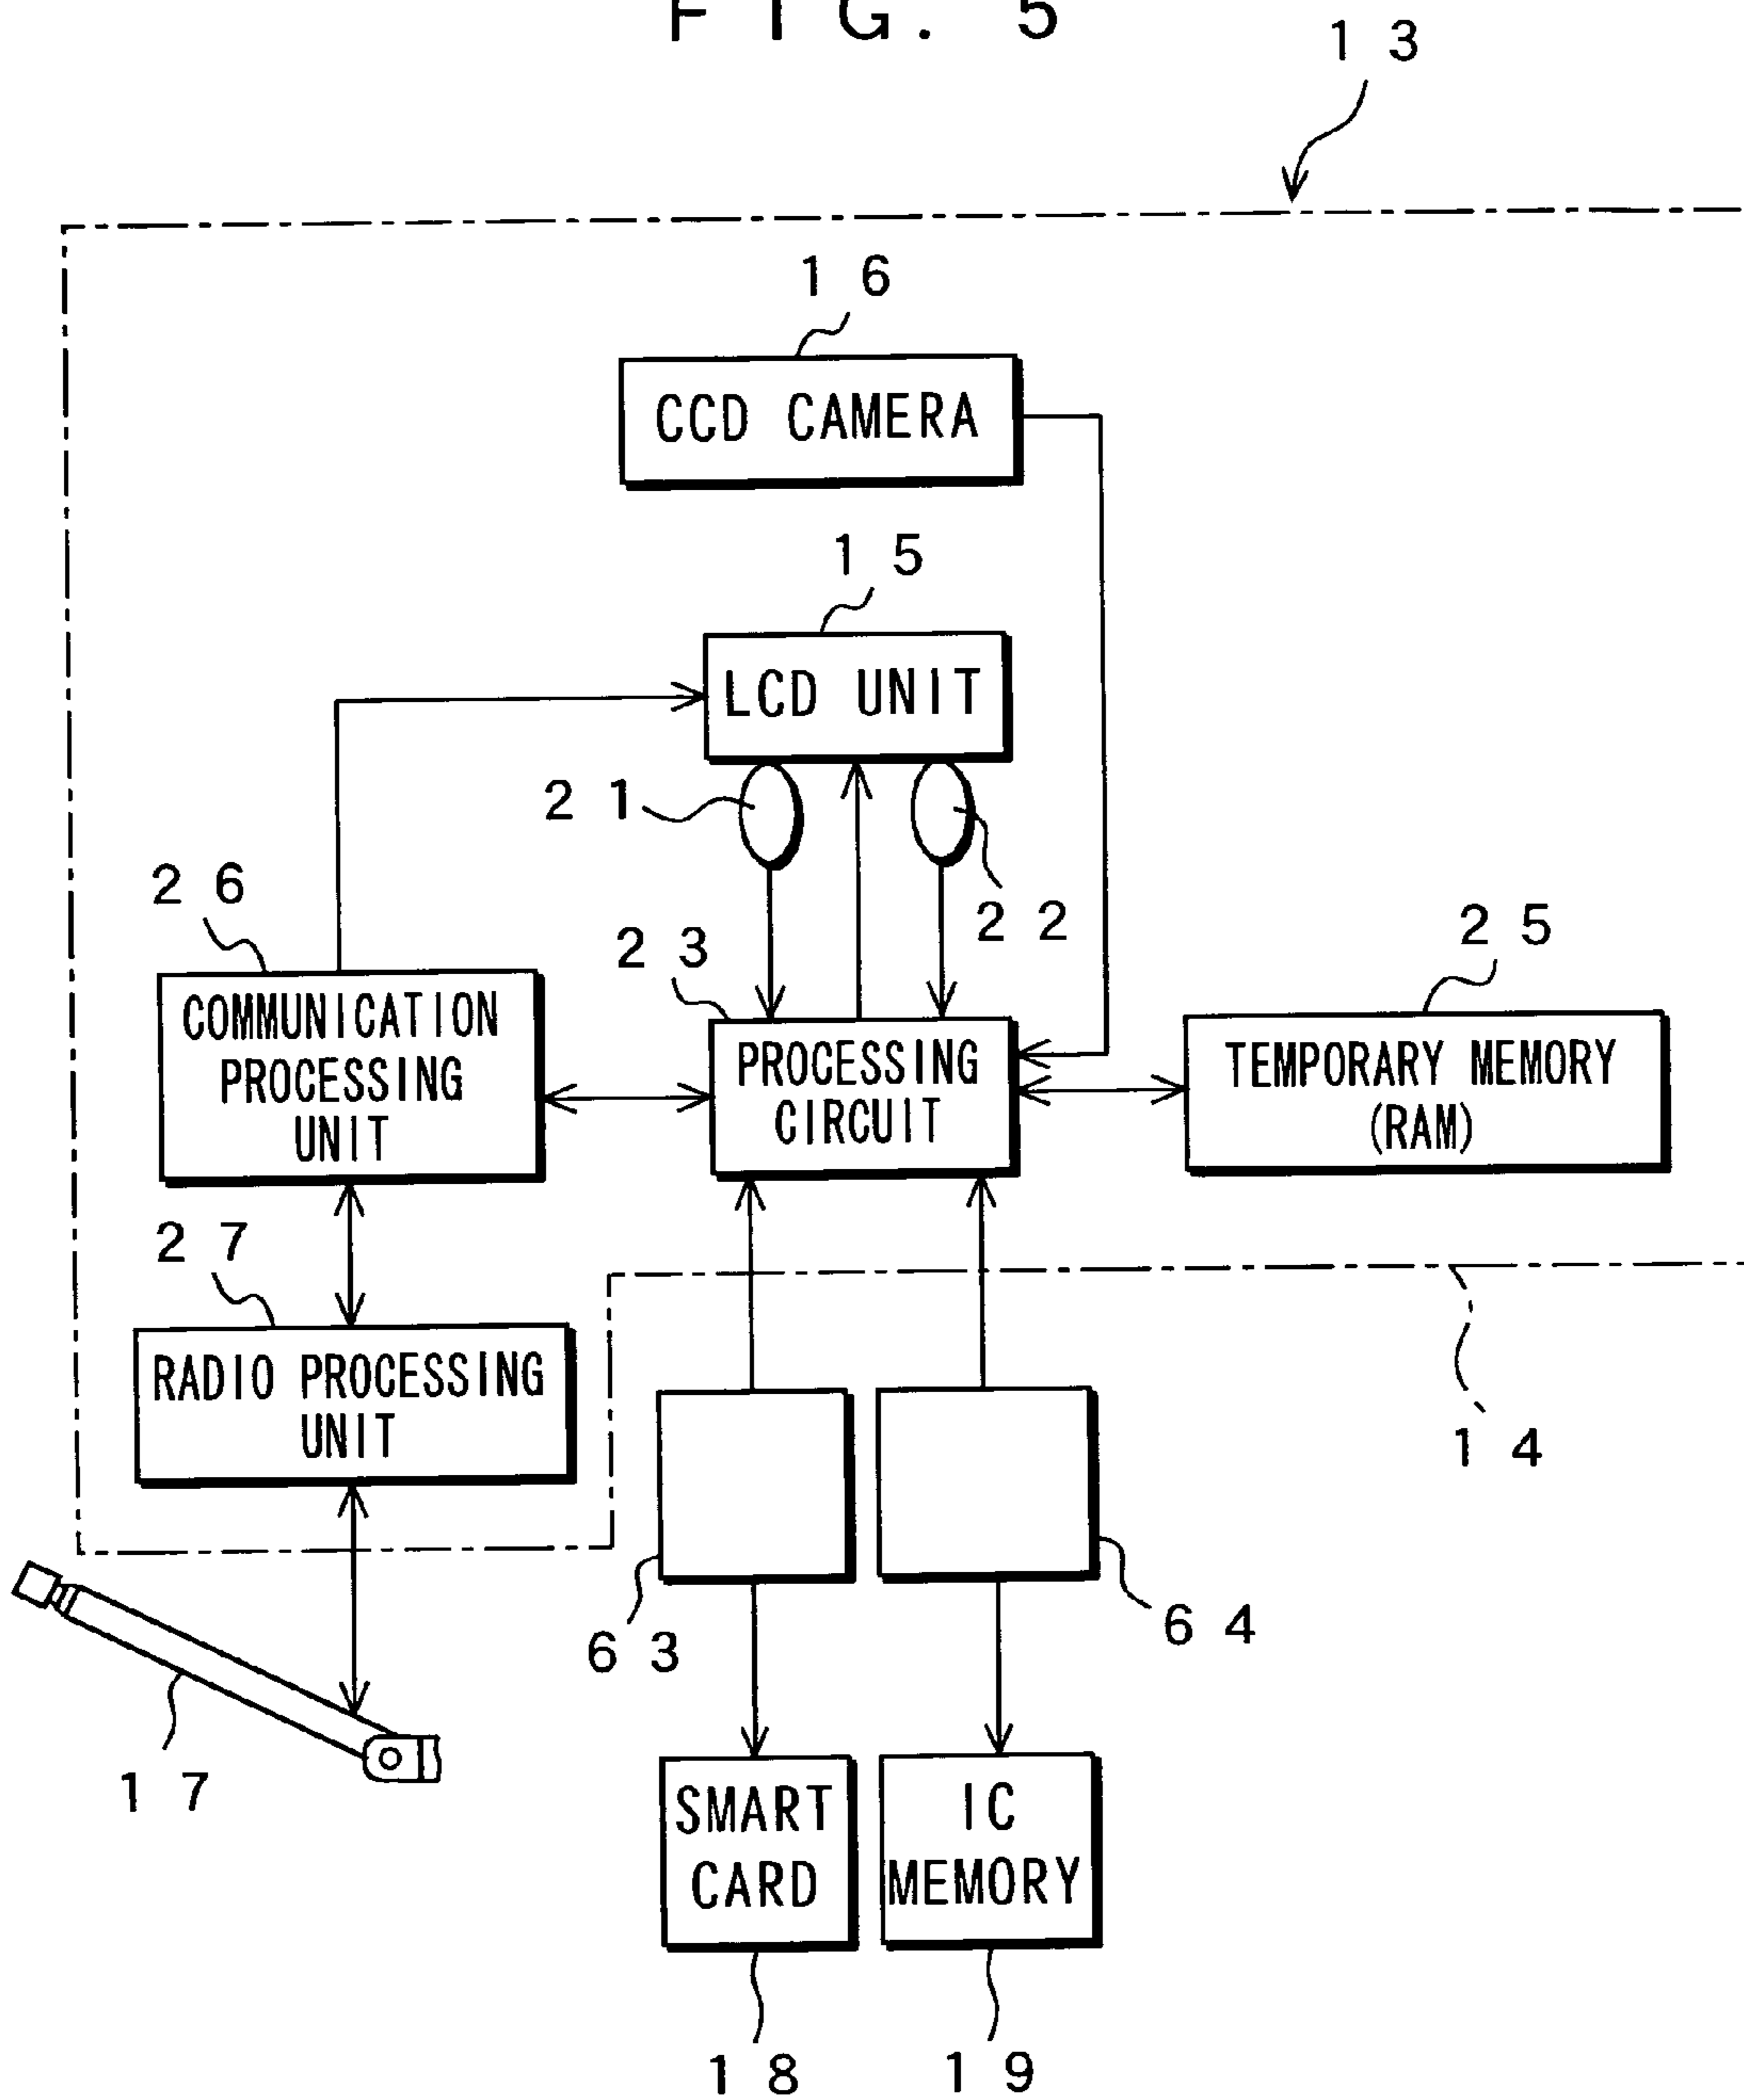 FIG. 5
13
16
CCD CAMERA
15
LCD UNIT
21
22
26
23
25
COMMUNICATION
PROCESSING
UNIT
PROCESSING
CIRCUIT
TEMPORARY MEMORY
(RAM)
27
RADIO PROCESSING
UNIT
14
63
64
17
SMART
CARD
IC
MEMORY
18
19